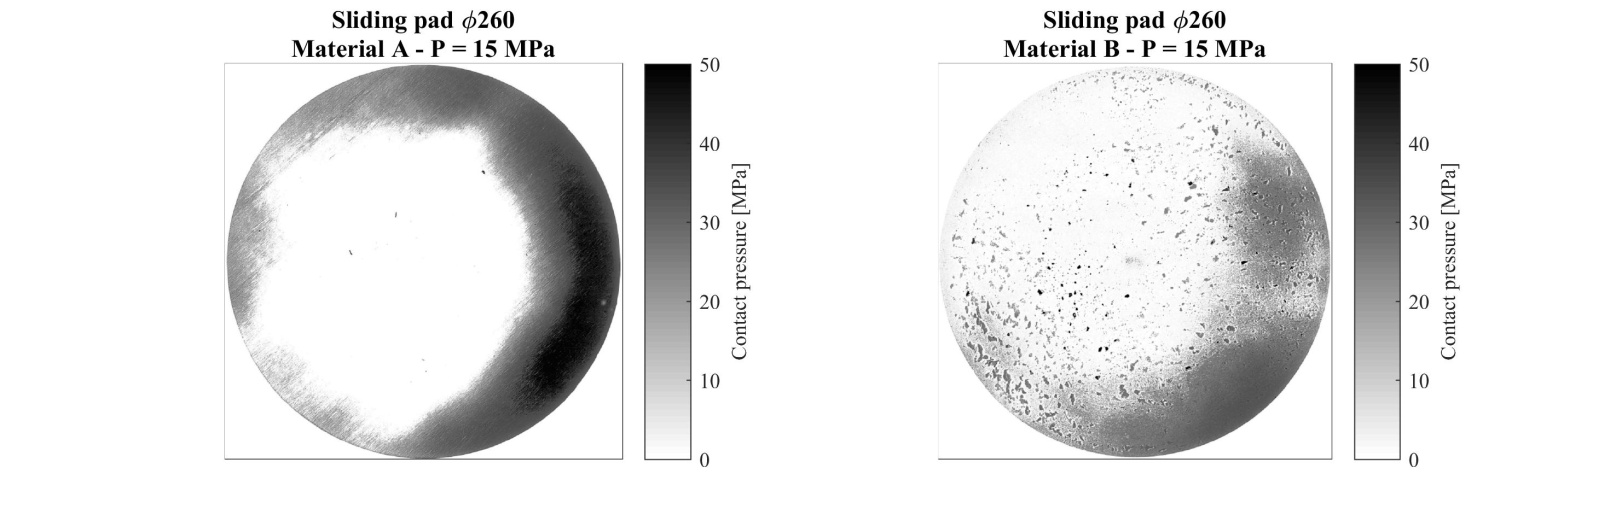 Sliding pad ϕ260
Material A - P = 15 MPa
50
40
30
20
10
0
Contact pressure [MPa]
Sliding pad ϕ260
Material B - P = 15 MPa
50
40
30
20
10
0
Contact pressure [MPa]